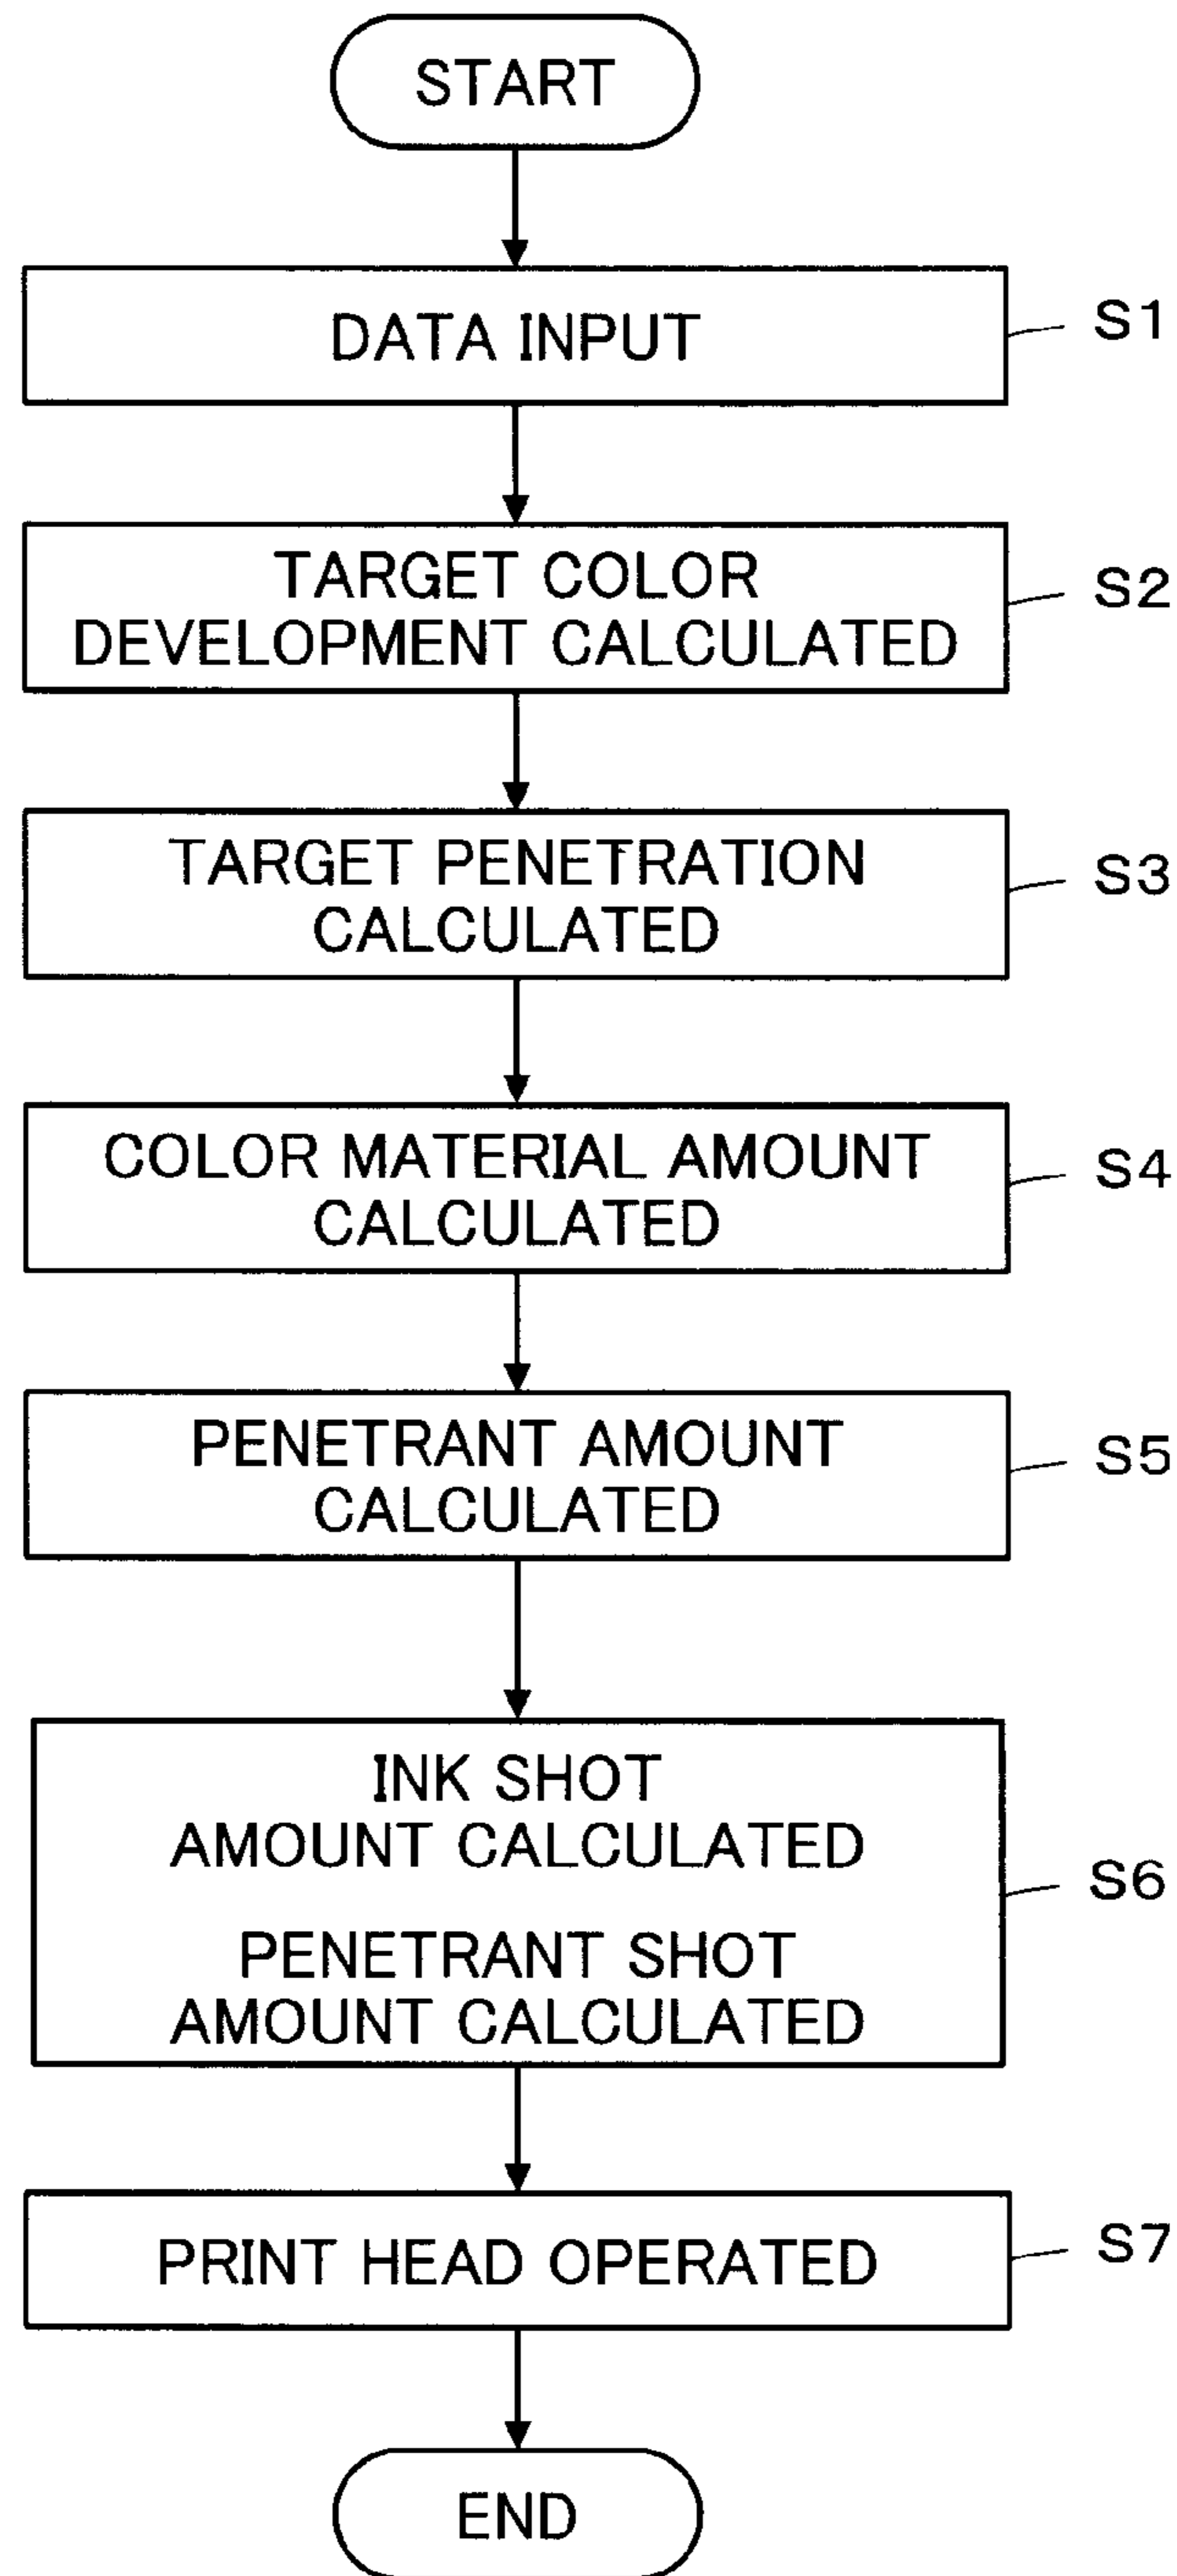 START
DATA INPUT
S1
TARGET COLOR
DEVELOPMENT CALCULATED
S2
TARGET PENETRATION
CALCULATED
S3
COLOR MATERIAL AMOUNT
CALCULATED
S4
PENETRANT AMOUNT
CALCULATED
S5
INK SHOT
AMOUNT CALCULATED
PENETRANT SHOT
AMOUNT CALCULATED
S6
PRINT HEAD OPERATED
S7
END